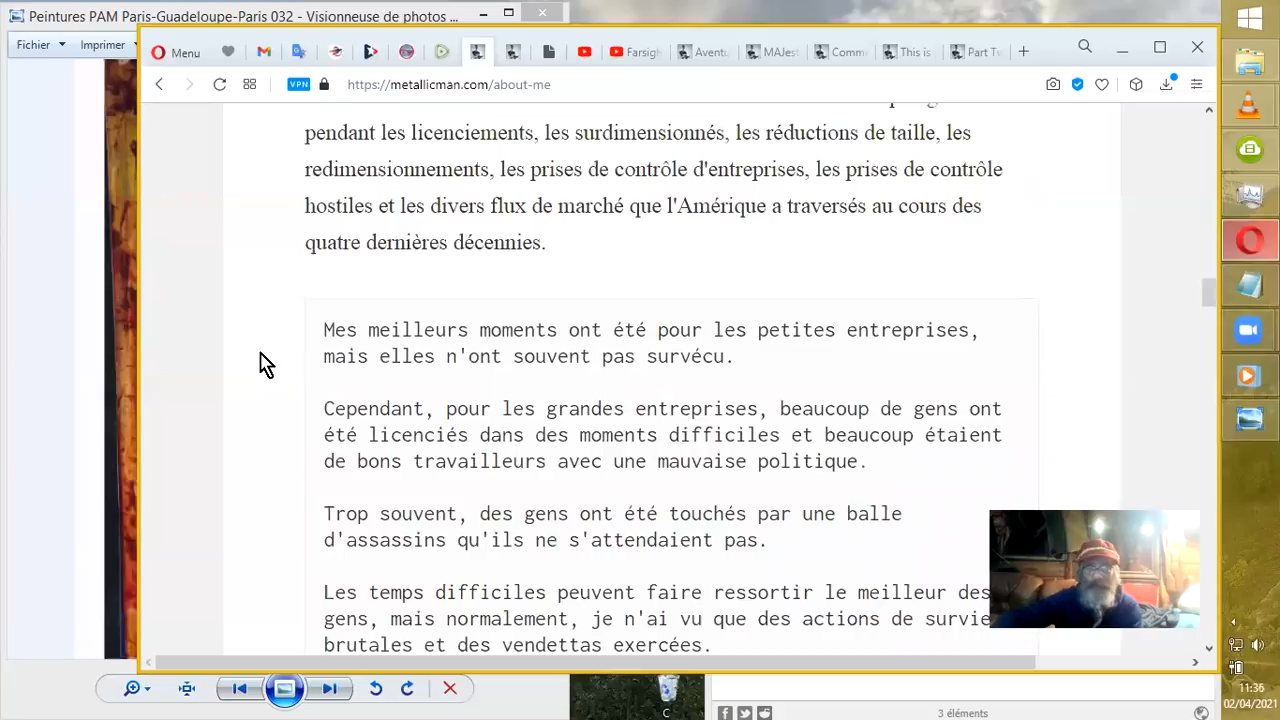 Peintures PAM Paris-Guadeloupe-Paris 032 - Visionneuse de photos ...
Fichier
Imprimer
Menu
Farsigh
Aventu
MAJest
Comm
This is
Part Tv
VPN
https://metallicman.com/about-me
pendant les licenciements, les surdimensionnés, les réductions de taille, les
redimensionnements, les prises de contrôle d'entreprises, les prises de contrôle
hostiles et les divers flux de marché que l'Amérique a traversés au cours des
quatre dernières décennies.
Mes meilleurs moments ont été pour les petites entreprises,
mais elles n'ont souvent pas survécu.
Cependant, pour les grandes entreprises, beaucoup de gens ont
été licenciés dans des moments difficiles et beaucoup étaient
de bons travailleurs avec une mauvaise politique.
Trop souvent, des gens ont été touchés par une balle
d'assassins qu'ils ne s'attendaient pas.
Les temps difficiles peuvent faire ressortir le meilleur des
gens, mais normalement, je n'ai vu que des actions de survie
brutales et des vendettas exercées.
C
3 éléments
11:36
02/04/2021